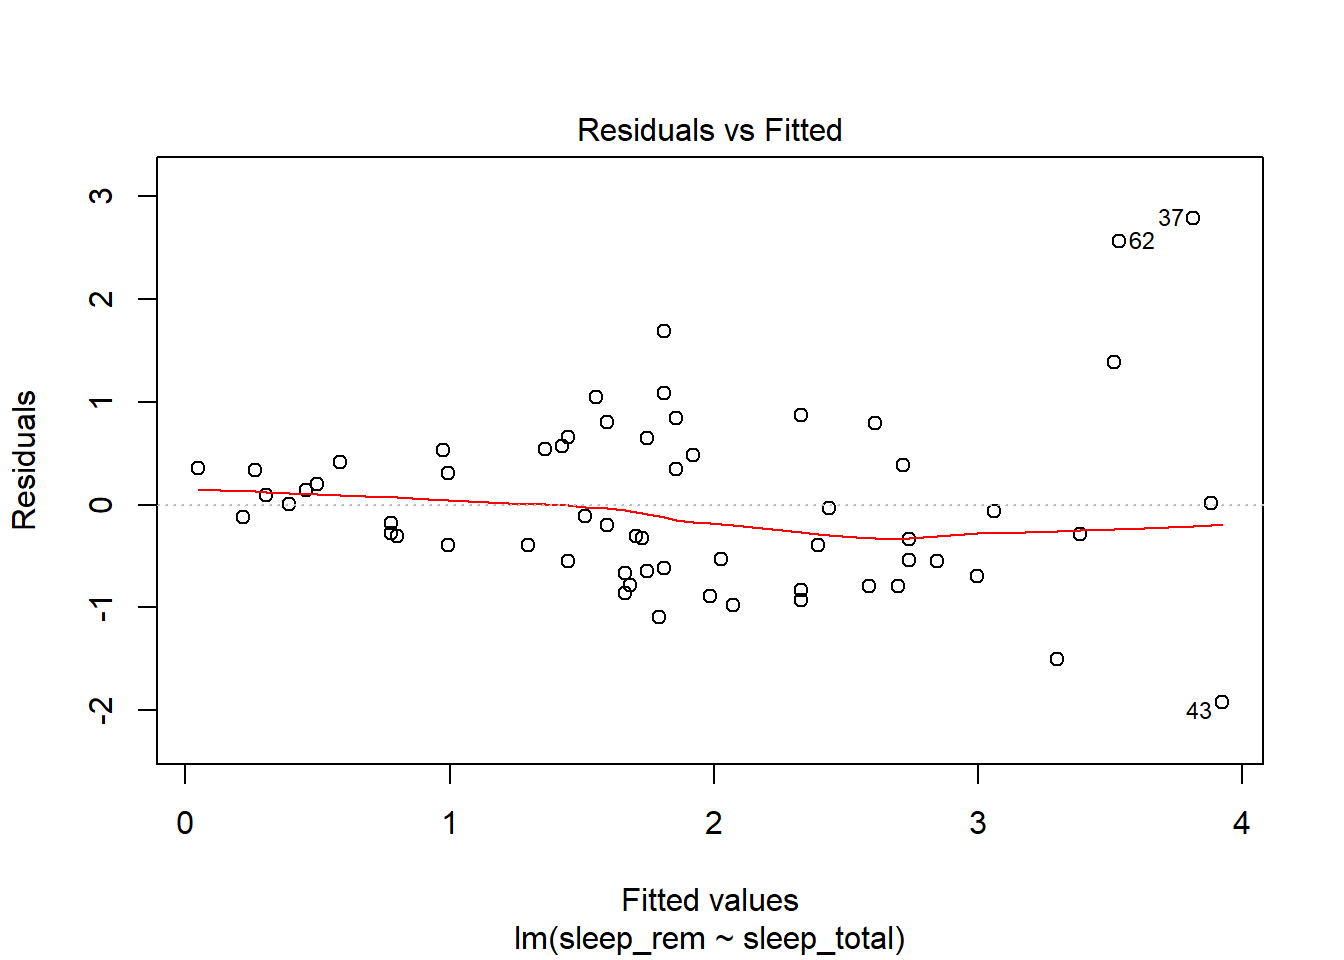 Residuals vs Fitted
3
2
1
0
-1
-2
Residuals
37
62
43
0 1 2 3 4
Fitted values
lm(sleep_rem ~ sleep_total)